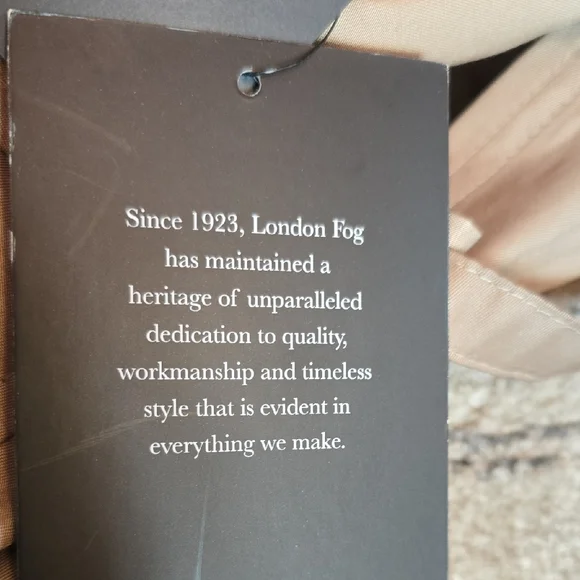 Since 1923, London Fog
has maintained a
heritage of unparalleled
dedication to quality,
workmanship and timeless
style that is evident in
everything we make.